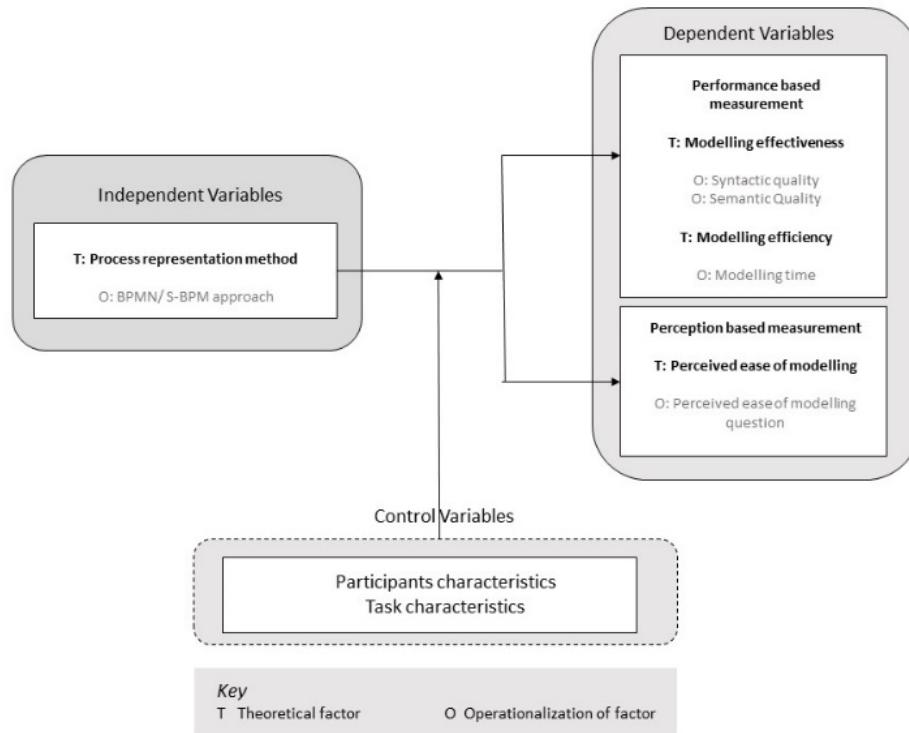 Dependent Variables
Performance based
measurement
T: Modelling effectiveness
O: Syntactic quality
O: Semantic Quality
T: Modelling efficiency
O: Modelling time
Perception based measurement
T: Perceived ease of modelling
O: Perceived ease of modelling
question
Independent Variables
T: Process representation method
O: BPMN/ S-BPM approach
Control Variables
Participants characteristics
Task characteristics
Key
T Theoretical factor
O Operationalization of factor